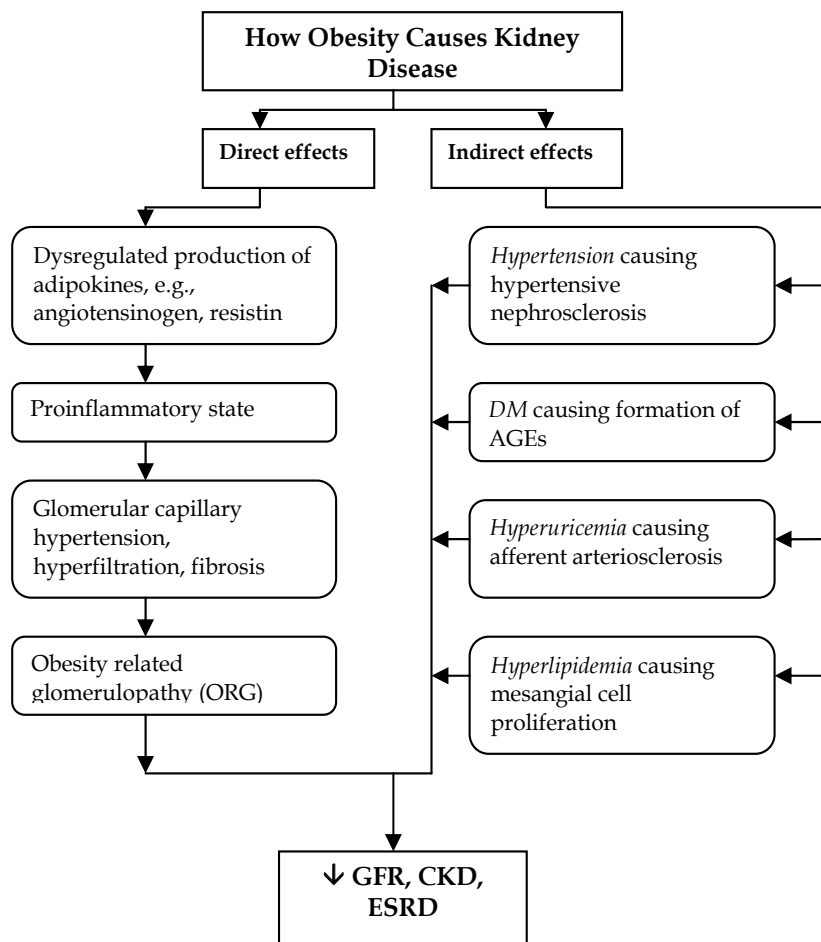 How Obesity Causes Kidney
Disease
Direct effects
Indirect effects
Dysregulated production of
adipokines, e.g.,
angiotensinogen, resistin
Proinflammatory state
Glomerular capillary
hypertension,
hyperfiltration, fibrosis
Obesity related
glomerulopathy (ORG)
Hypertension causing
hypertensive
nephrosclerosis
DM causing formation of
AGEs
Hyperuricemia causing
afferent arteriosclerosis
Hyperlipidemia causing
mesangial cell
proliferation
↓ GFR, CKD,
ESRD